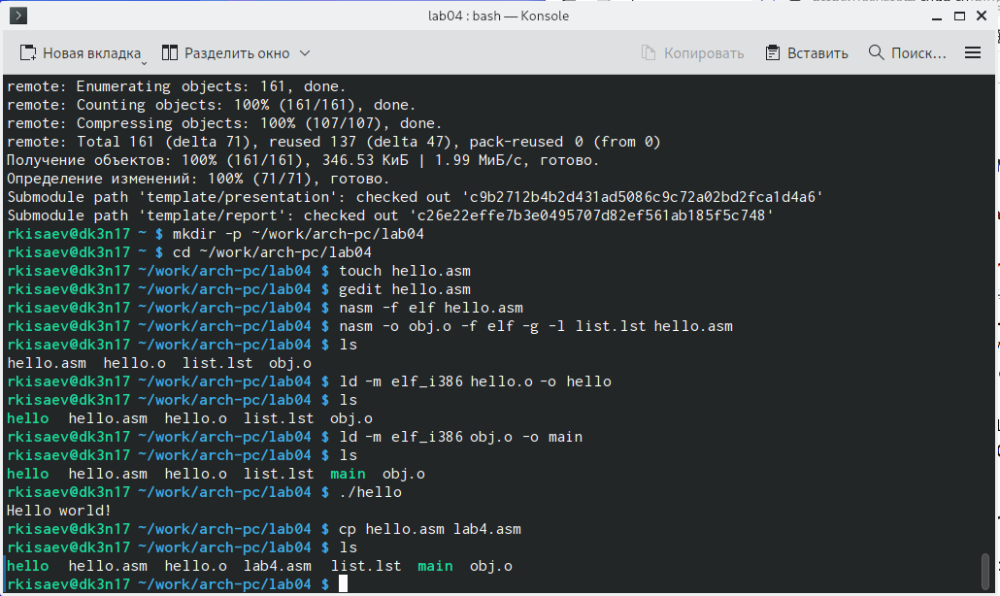 lab04 : bash — Konsole
Новая вкладка Разделить окно Копировать Вставить Поиск...
remote: Enumerating objects: 161, done.
remote: Counting objects: 100% (161/161), done.
remote: Compressing objects: 100% (107/107), done.
remote: Total 161 (delta 71), reused 137 (delta 47), pack-reused 0 (from 0)
Получение объектов: 100% (161/161), 346.53 КиБ | 1.99 МиБ/с, готово.
Определение изменений: 100% (71/71), готово.
Submodule path 'template/presentation': checked out 'c9b2712b4b2d431ad5086c9c72a02bd2fca1d4a6'
Submodule path 'template/report': checked out 'c26e22effe7b3e0495707d82ef561ab185f5c748'
rkisaev@dk3n17 ~ $ mkdir -p ~/work/arch-pc/lab04
rkisaev@dk3n17 ~ $ cd ~/work/arch-pc/lab04
rkisaev@dk3n17 ~/work/arch-pc/lab04 $ touch hello.asm
rkisaev@dk3n17 ~/work/arch-pc/lab04 $ gedit hello.asm
rkisaev@dk3n17 ~/work/arch-pc/lab04 $ nasm -f elf hello.asm
rkisaev@dk3n17 ~/work/arch-pc/lab04 $ nasm -o obj.o -f elf -g -l list.lst hello.asm
rkisaev@dk3n17 ~/work/arch-pc/lab04 $ ls
hello.asm hello.o list.lst obj.o
rkisaev@dk3n17 ~/work/arch-pc/lab04 $ ld -m elf_i386 hello.o -o hello
rkisaev@dk3n17 ~/work/arch-pc/lab04 $ ls
hello hello.asm hello.o list.lst obj.o
rkisaev@dk3n17 ~/work/arch-pc/lab04 $ ld -m elf_i386 obj.o -o main
rkisaev@dk3n17 ~/work/arch-pc/lab04 $ ls
hello hello.asm hello.o list.lst main obj.o
rkisaev@dk3n17 ~/work/arch-pc/lab04 $ ./hello
Hello world!
rkisaev@dk3n17 ~/work/arch-pc/lab04 $ cp hello.asm lab4.asm
rkisaev@dk3n17 ~/work/arch-pc/lab04 $ ls
hello hello.asm hello.o lab4.asm list.lst main obj.o
rkisaev@dk3n17 ~/work/arch-pc/lab04 $